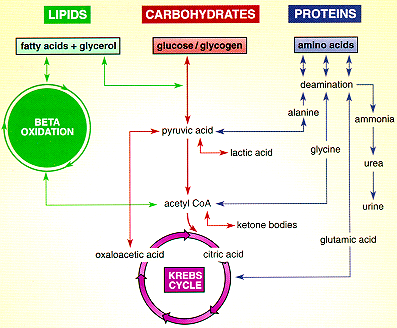 LIPIDS
CARBOHYDRATES
PROTEINS
fatty acids + glycerol
glucose / glycogen
amino acids
deamination
BETA
OXIDATION
alanine
ammonia
pyruvic acid
glycine
lactic acid
urea
acetyl CoA
urine
ketone bodies
glutamic acid
oxaloacetic acid
citric acid
KREBS
CYCLE